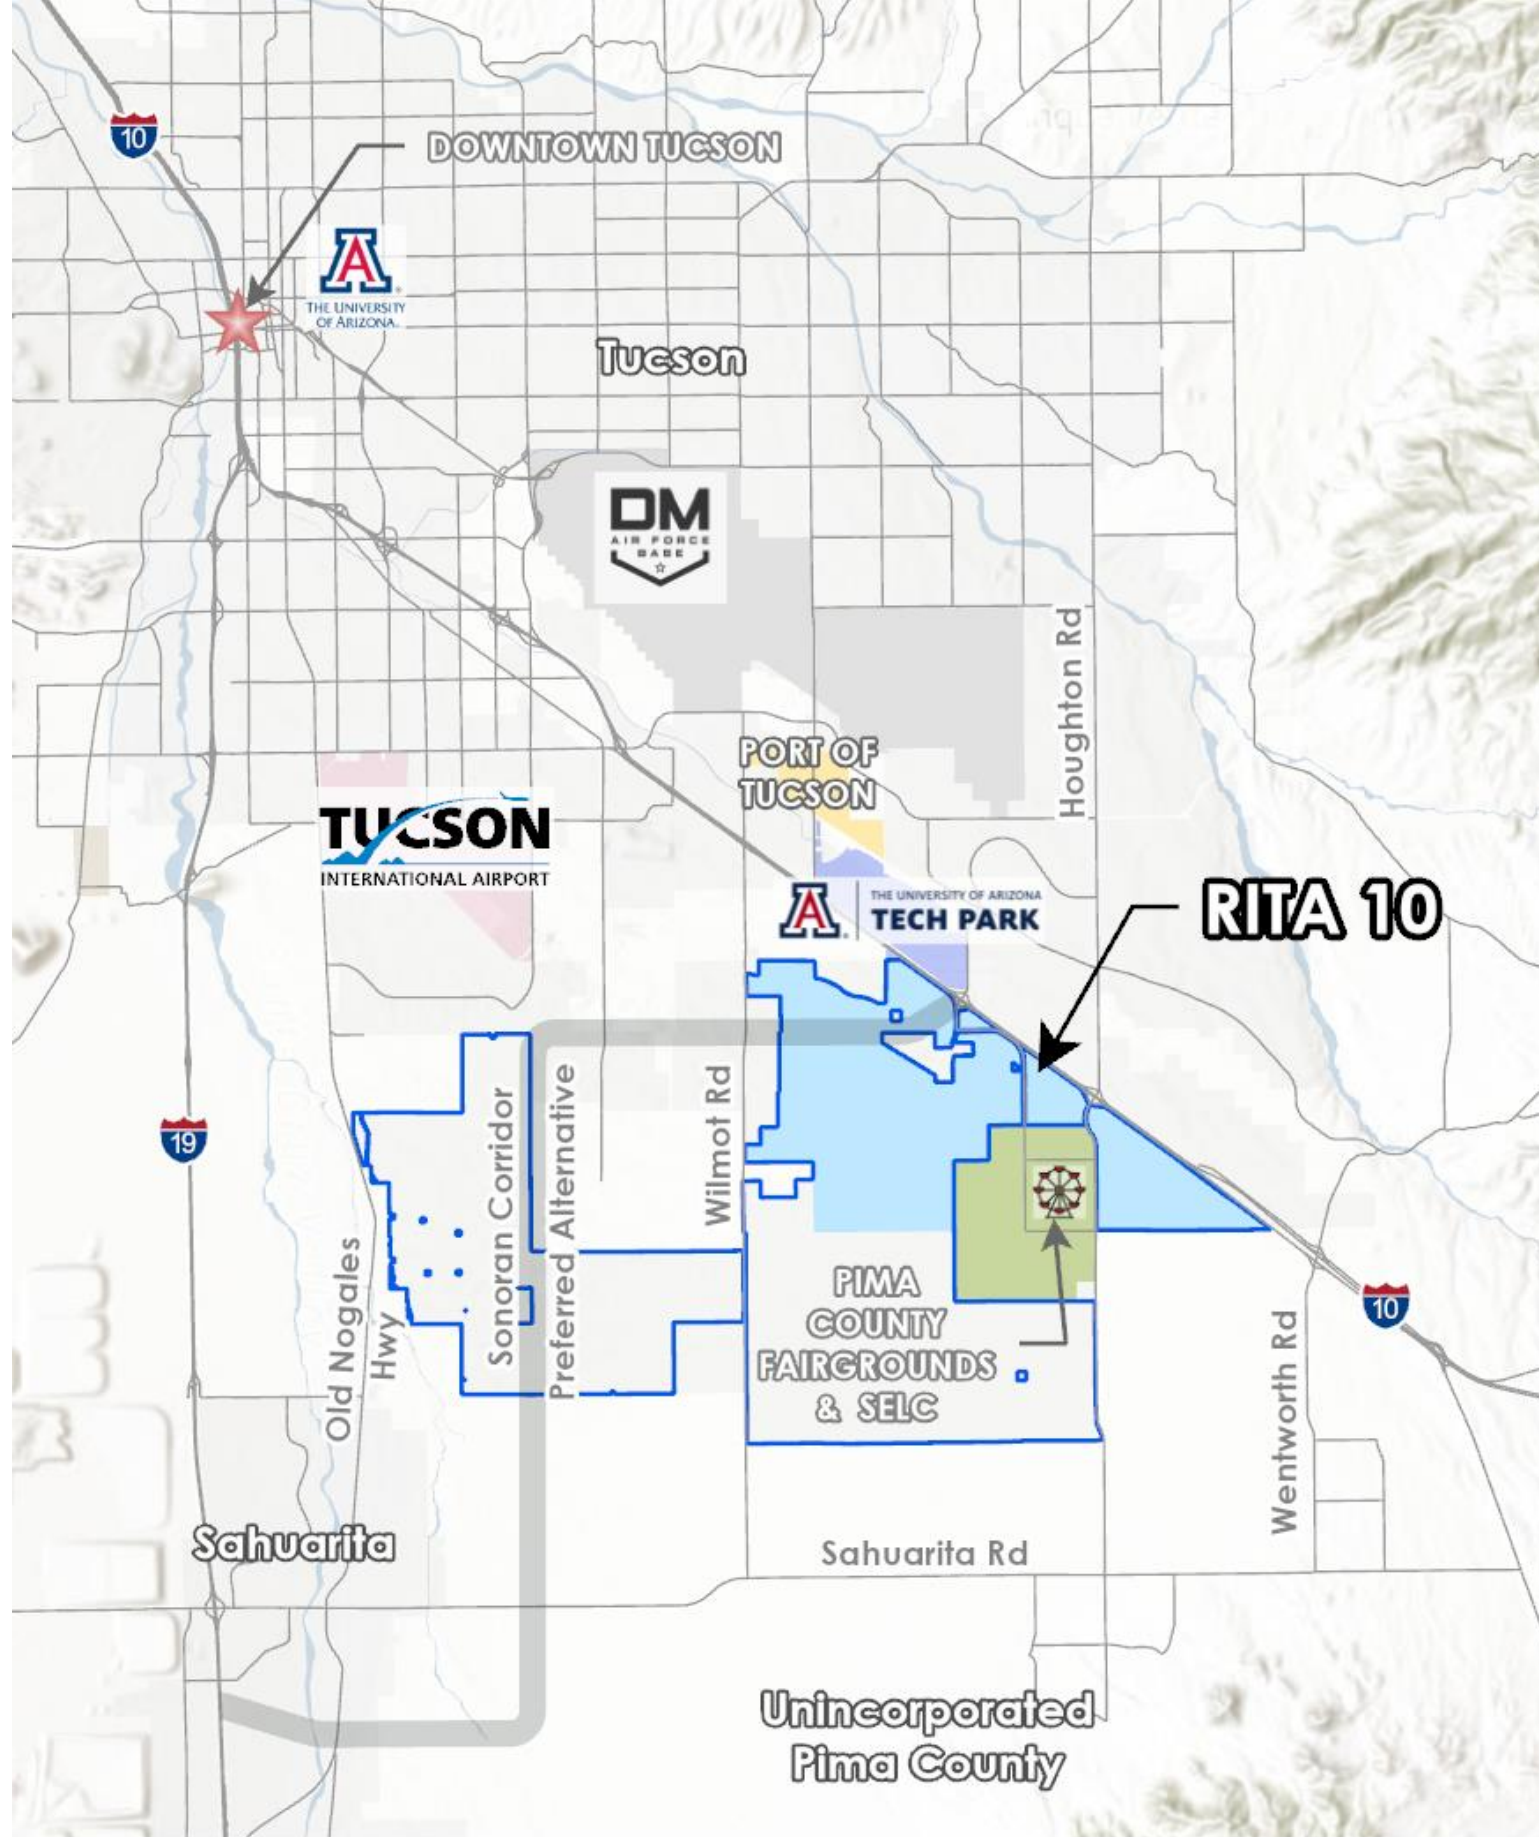 10
DOWNTOWN TUCSON
A
THE UNIVERSITY
OF ARIZONA
Tucson
DM
AIR FORCE
BASE
Houghton Rd
PORT OF
TUCSON
TUCSON
INTERNATIONAL AIRPORT
A
THE UNIVERSITY OF ARIZONA
TECH PARK
RITA 10
19
Sonoran Corridor
Preferred Alternative
Wilmot Rd
Old Nogales
Hwy
PIMA
COUNTY
FAIRGROUNDS
& SELC
10
Wentworth Rd
Sahuarita
Sahuarita Rd
Unincorporated
Pima County